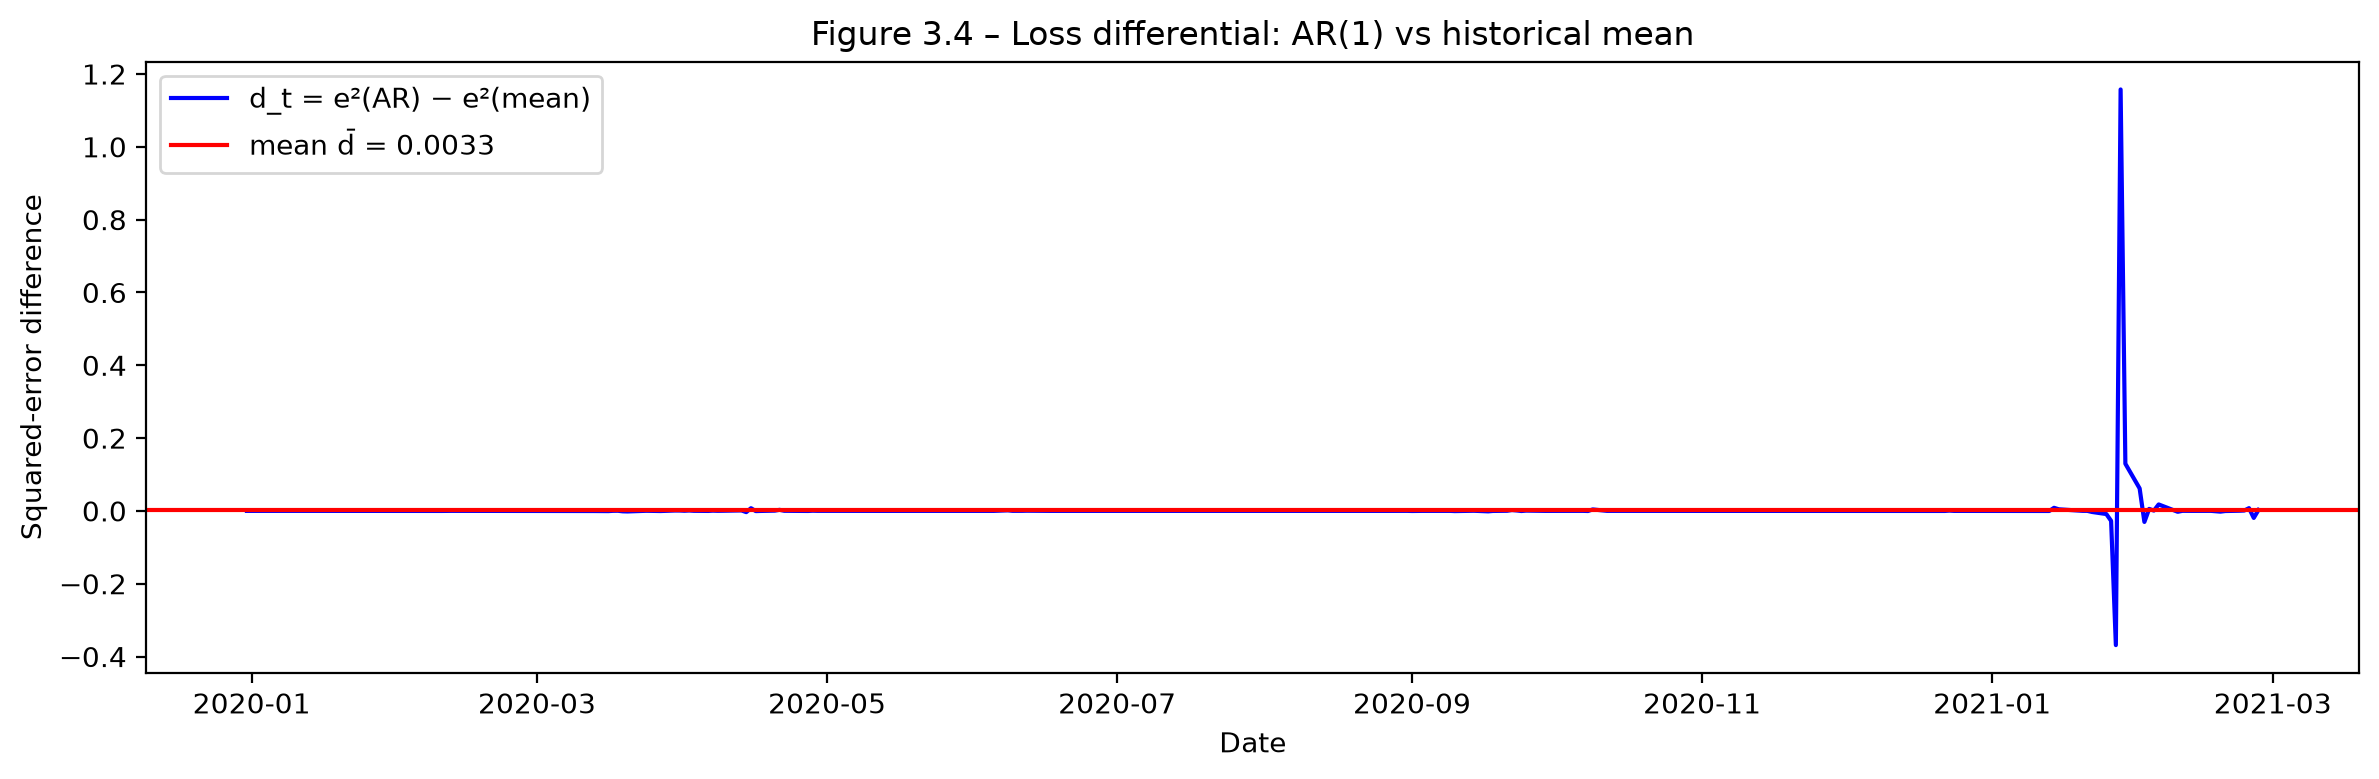 Figure 3.4 – Loss differential: AR(1) vs historical mean
d_t = e²(AR) − e²(mean)
mean d̄ = 0.0033
Squared-error difference
1.2
1.0
0.8
0.6
0.4
0.2
0.0
−0.2
−0.4
2020-01 2020-03 2020-05 2020-07 2020-09 2020-11 2021-01 2021-03
Date